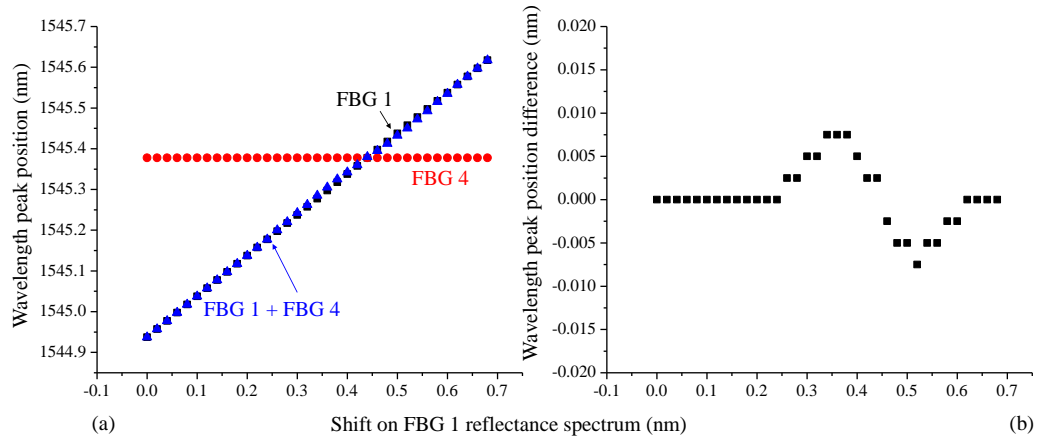 Wavelength peak position (nm)
1545.7
1545.6
1545.5
1545.4
1545.3
1545.2
1545.1
1545.0
1544.9
FBG 1
FBG 4
FBG 1 + FBG 4
-0.1 0.0 0.1 0.2 0.3 0.4 0.5 0.6 0.7
(a)
Wavelength peak position difference (nm)
0.020
0.015
0.010
0.005
0.000
-0.005
-0.010
-0.015
-0.020
-0.1 0.0 0.1 0.2 0.3 0.4 0.5 0.6 0.7
Shift on FBG 1 reflectance spectrum (nm)
(b)